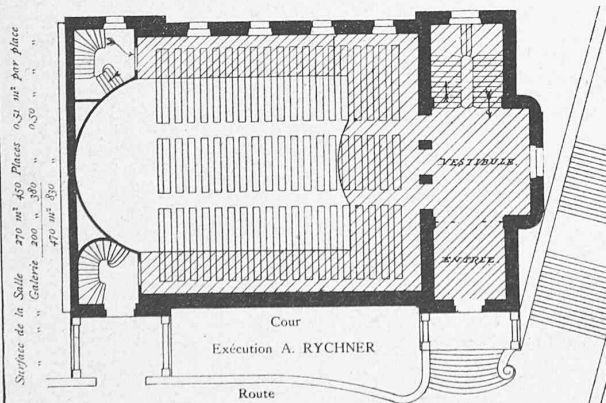 Surface de la Salle 270 m² 450 Places 0.51 m² par place
„ „ „ Galerie 200 „ 380 „ 0.50 „ „ „
470 m² 830 „
VESTIBULE.
ENTRÉE
Cour
Exécution A. RYCHNER
Route